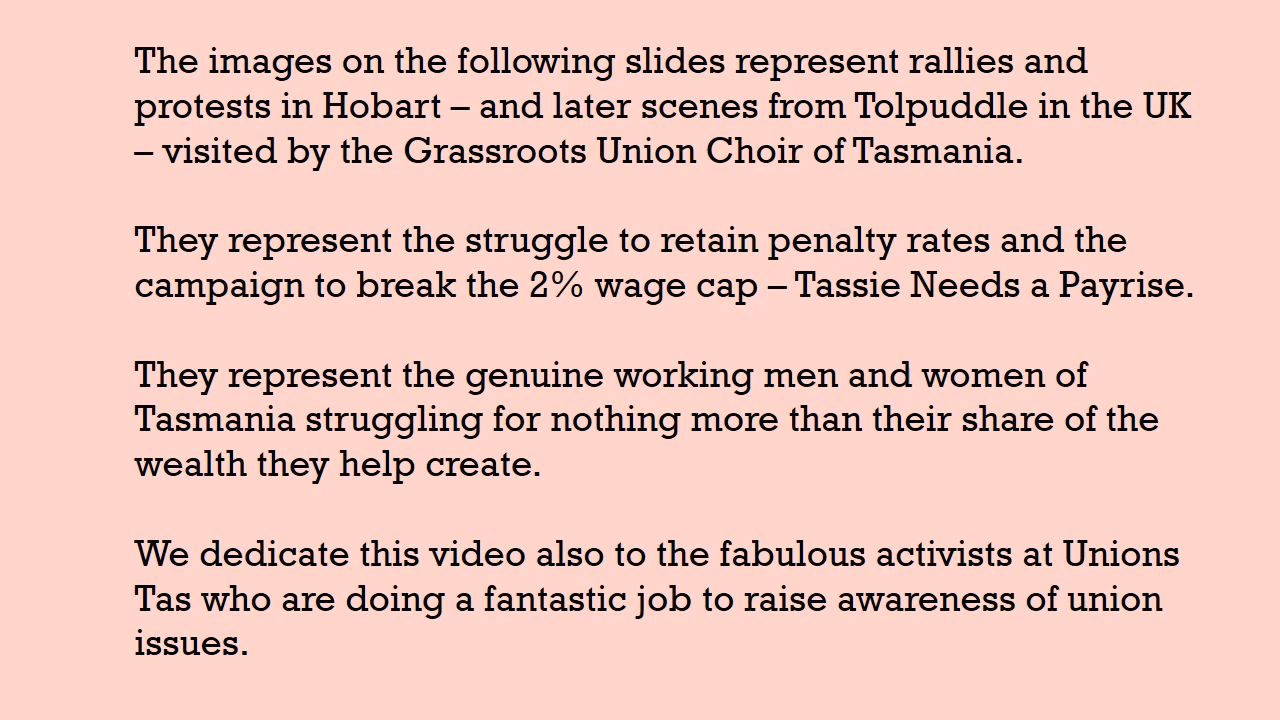 The images on the following slides represent rallies and
protests in Hobart – and later scenes from Tolpuddle in the UK
– visited by the Grassroots Union Choir of Tasmania.
They represent the struggle to retain penalty rates and the
campaign to break the 2% wage cap – Tassie Needs a Payrise.
They represent the genuine working men and women of
Tasmania struggling for nothing more than their share of the
wealth they help create.
We dedicate this video also to the fabulous activists at Unions
Tas who are doing a fantastic job to raise awareness of union
issues.